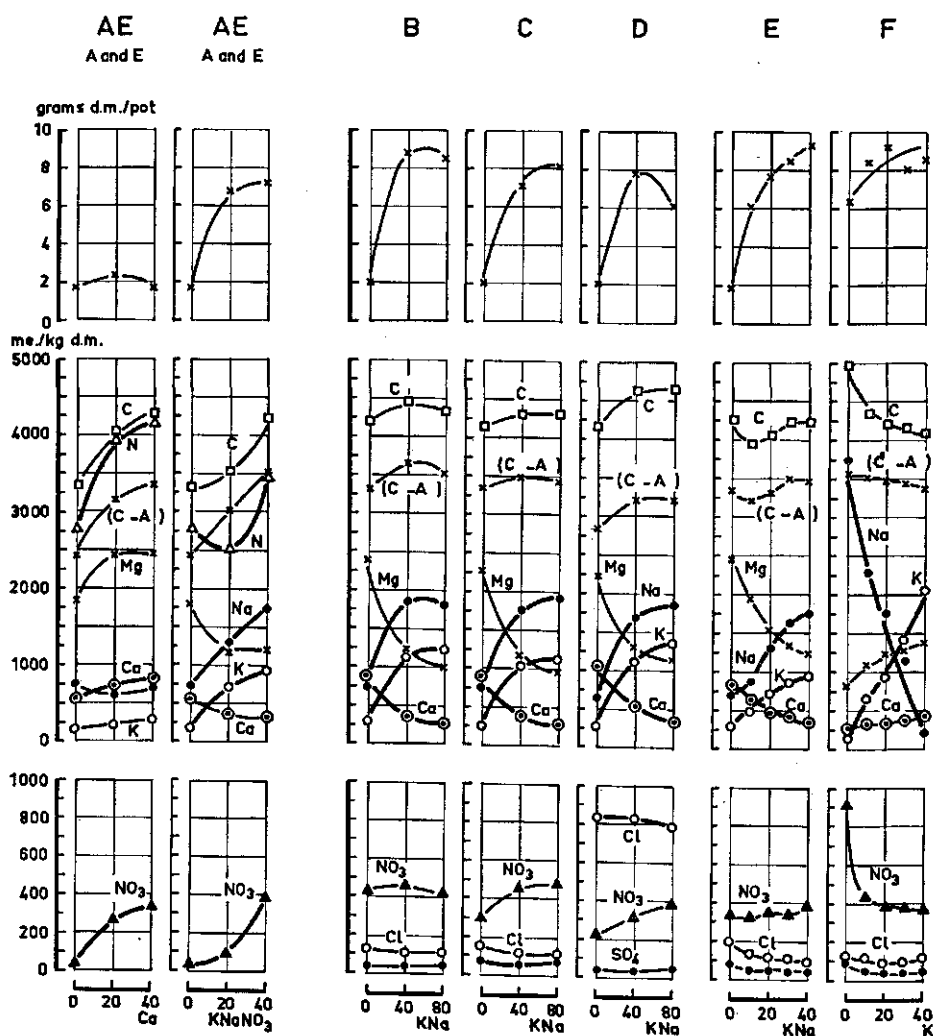 AE AE B C D E F
A and E A and E
grams d.m./pot
10
8
6
4
2
0
me./kg d.m.
5000
4000
3000
2000
1000
0
C
N
(C-A)
Mg
Ca
K
C
(C-A)
N
Na
K
Ca
C
(C-A)
Mg
Na
K
Ca
C
(C-A)
Mg
Na
K
Ca
C
(C-A)
Mg
Na
K
Ca
C
(C-A)
Mg
Na
K
Ca
C
(C-A)
Na
K
1000
800
600
400
200
0
NO3
NO3
NO3
Cl
NO3
Cl
Cl
NO3
SO4
NO3
Cl
NO3
Cl
0 20 40 0 20 40 0 40 80 0 40 80 0 40 80 0 20 40 0 20 40
Ca KNaNO3 KNa KNa KNa KNa K